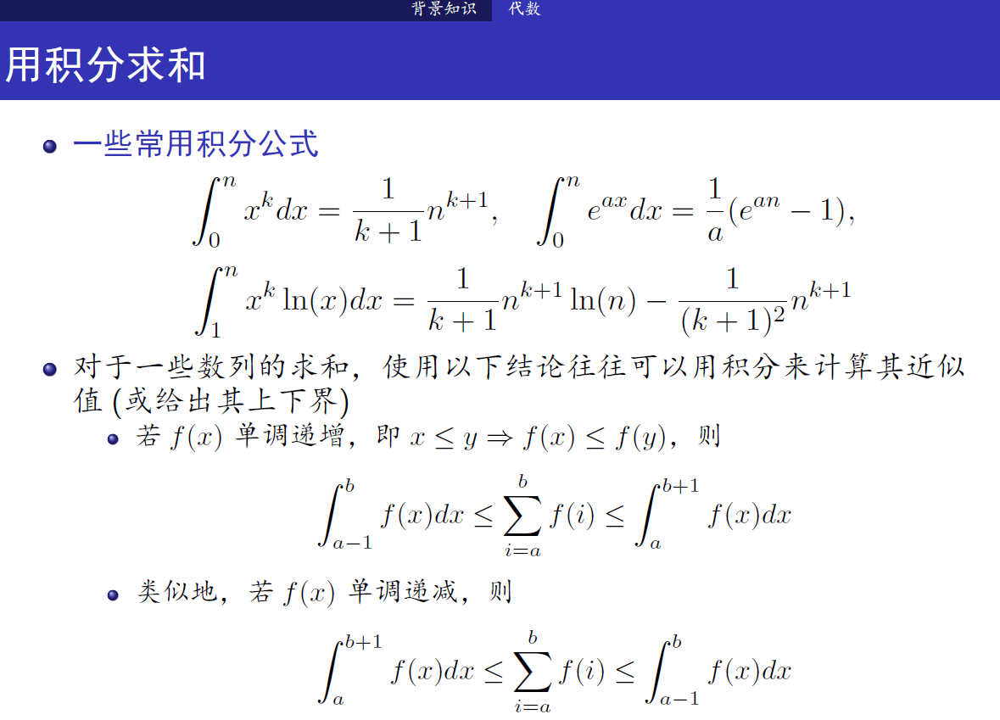 背景知识 代数
用积分求和
一些常用积分公式
$\int_0^n x^k dx = \frac{1}{k+1} n^{k+1}, \quad \int_0^n e^{ax} dx = \frac{1}{a}(e^{an} - 1),$
$\int_1^n x^k \ln(x) dx = \frac{1}{k+1} n^{k+1} \ln(n) - \frac{1}{(k+1)^2} n^{k+1}$
对于一些数列的求和，使用以下结论往往可以用积分来计算其近似
值 (或给出其上下界)
若 $f(x)$ 单调递增，即 $x \le y \Rightarrow f(x) \le f(y)$，则
$\int_{a-1}^b f(x) dx \le \sum_{i=a}^b f(i) \le \int_a^{b+1} f(x) dx$
类似地，若 $f(x)$ 单调递减，则
$\int_a^{b+1} f(x) dx \le \sum_{i=a}^b f(i) \le \int_{a-1}^b f(x) dx$